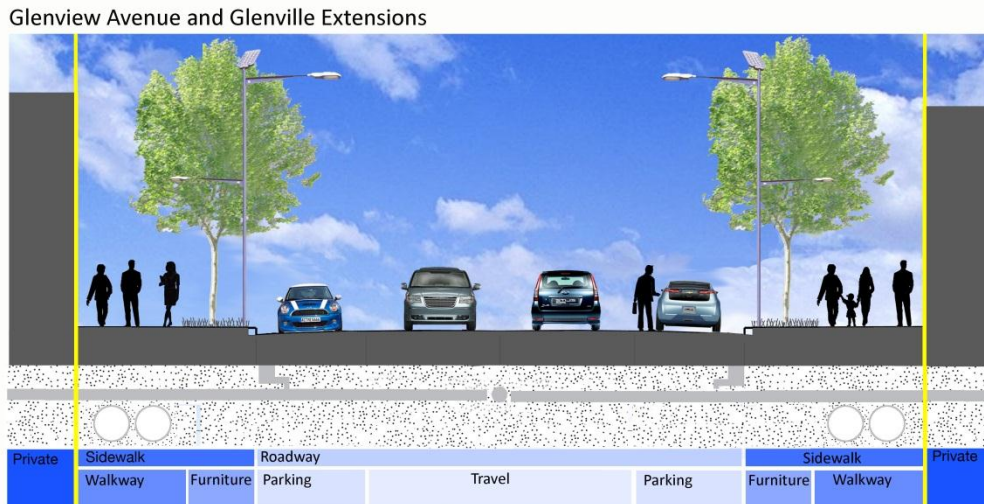 Glenview Avenue and Glenville Extensions
Private Sidewalk Roadway Sidewalk Private
Walkway Furniture Parking Travel Parking Furniture Walkway